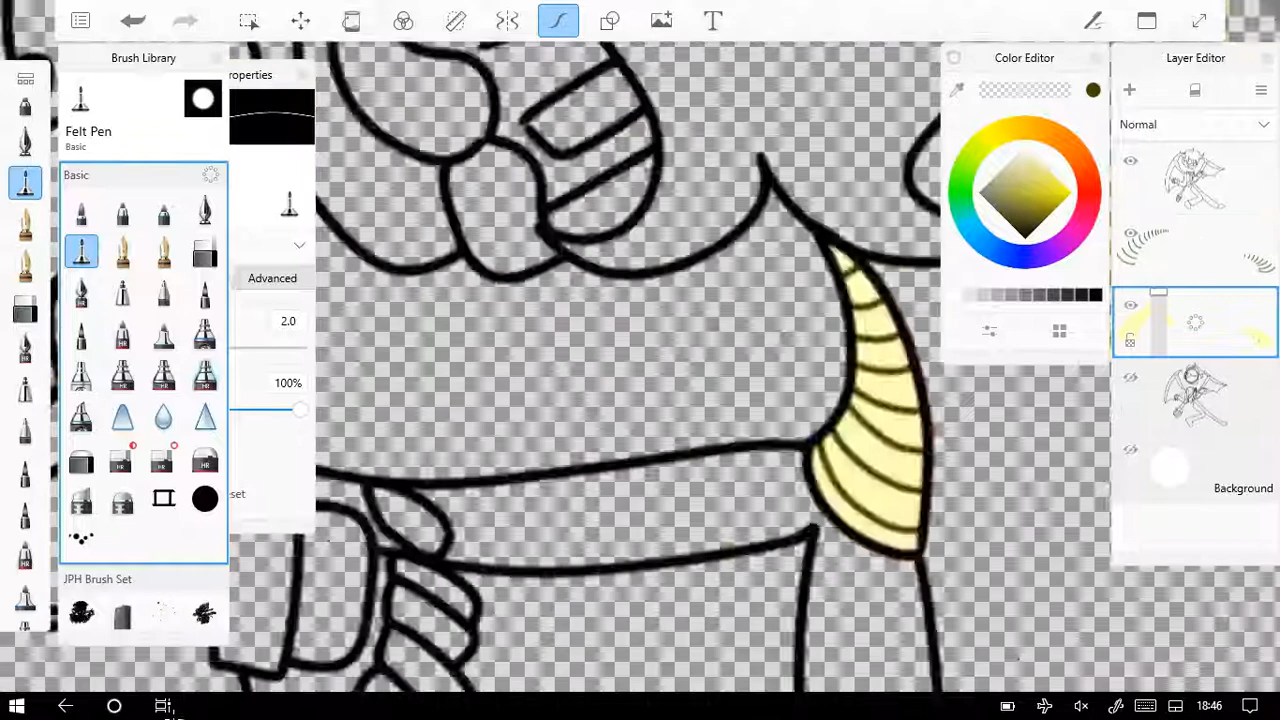 T
Brush Library
Color Editor
Layer Editor
roperties
Felt Pen
Basic
Normal
Basic
Advanced
2.0
100%
Background
eset
JPH Brush Set
18:46